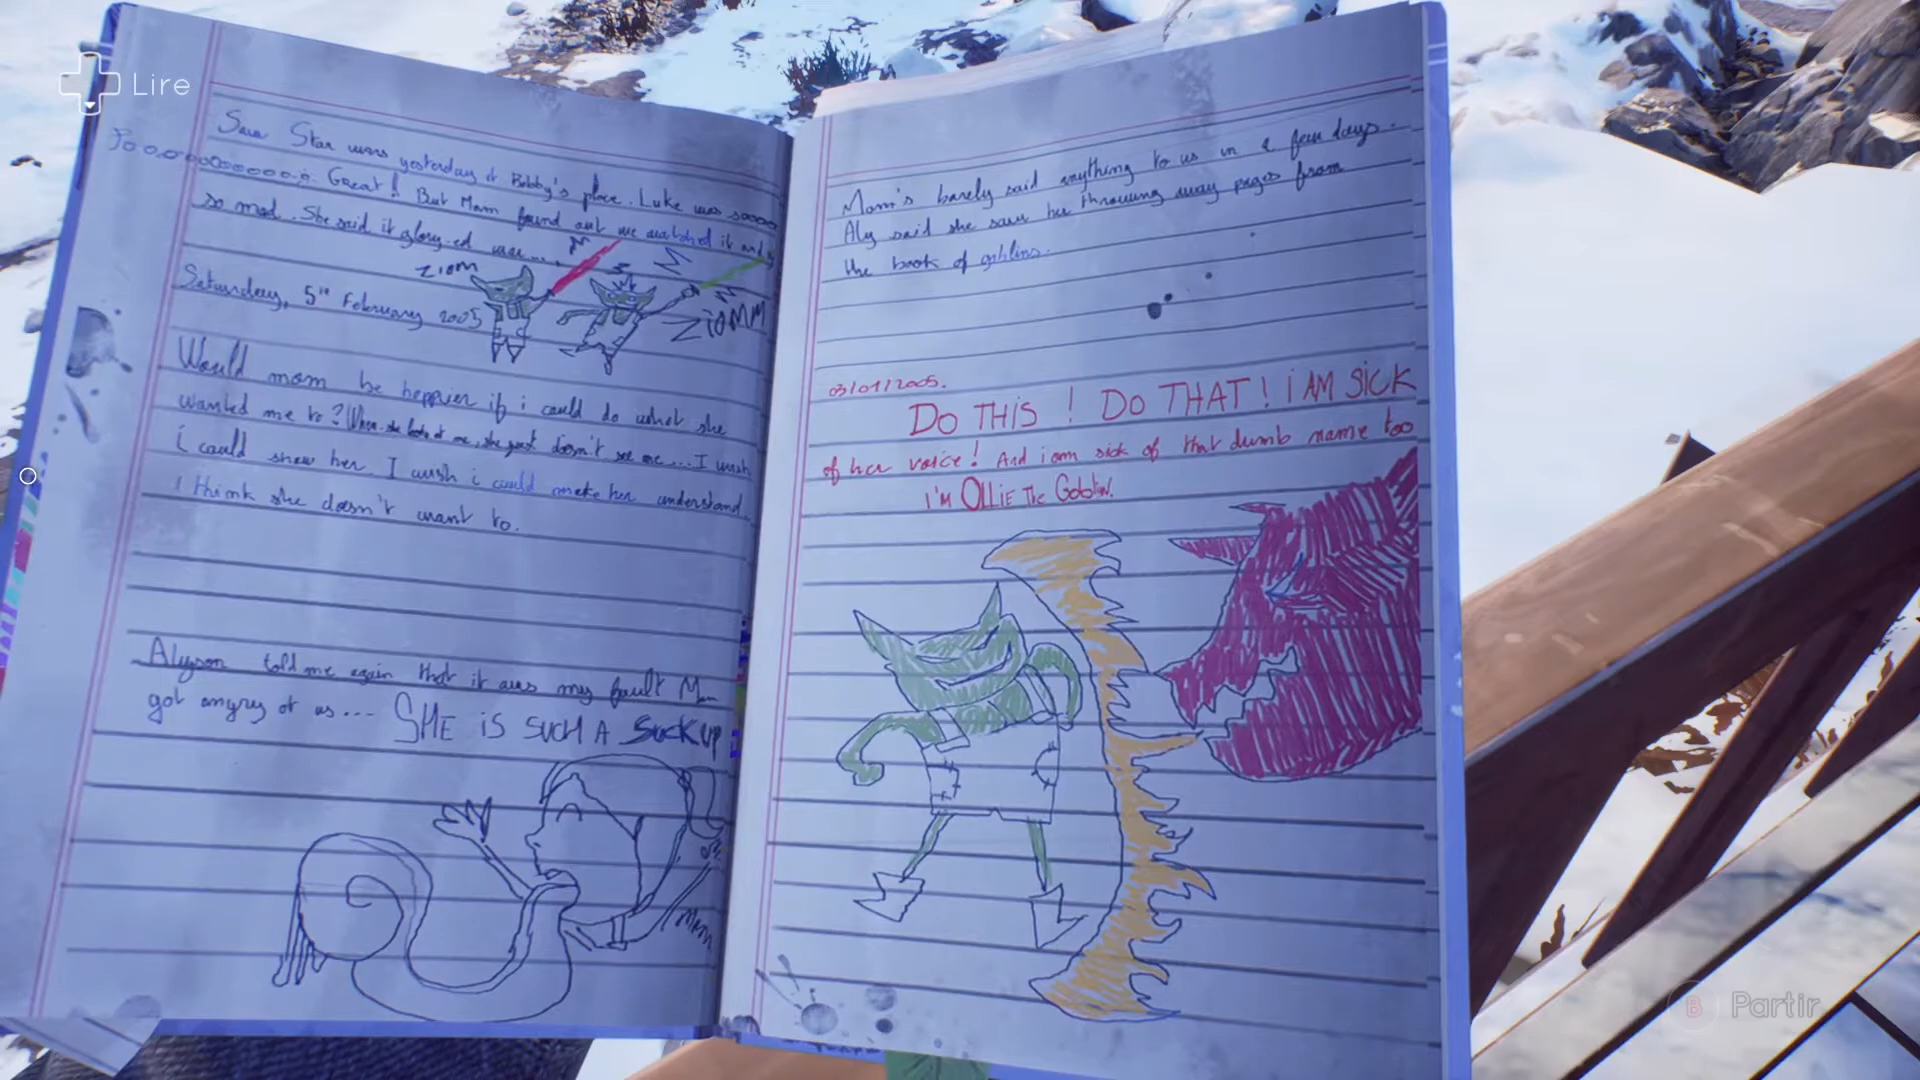 Lire
Saw Star wars yesterday at Bobby's place. Luke was soooo
ooooooooooo. Great! But Mom found out we watched it and
so mad. She said it glory-ed war...
ZIOM
ZIOMM
Saturday, 5th February 2005
Would mom be heppier if i could do what she
wanted me to? When she looks at me, she just doesn't see me... I wish
i could show her I wish i could make her understand.
I think she doesn't want to.
Alyson told me again that it was my fault Mom
got angry at us... SHE IS SUCH A SUCKUP
Mom
Mom's barely said anything to us in a few days.
Aly said she saw her throwing away pages from
the book of goblins.
03/01/2005.
DO THIS! DO THAT! i AM SiCK
of her voice! And i am sick of that dumb name too
I'M OLLiE The GobliN.
B Partir